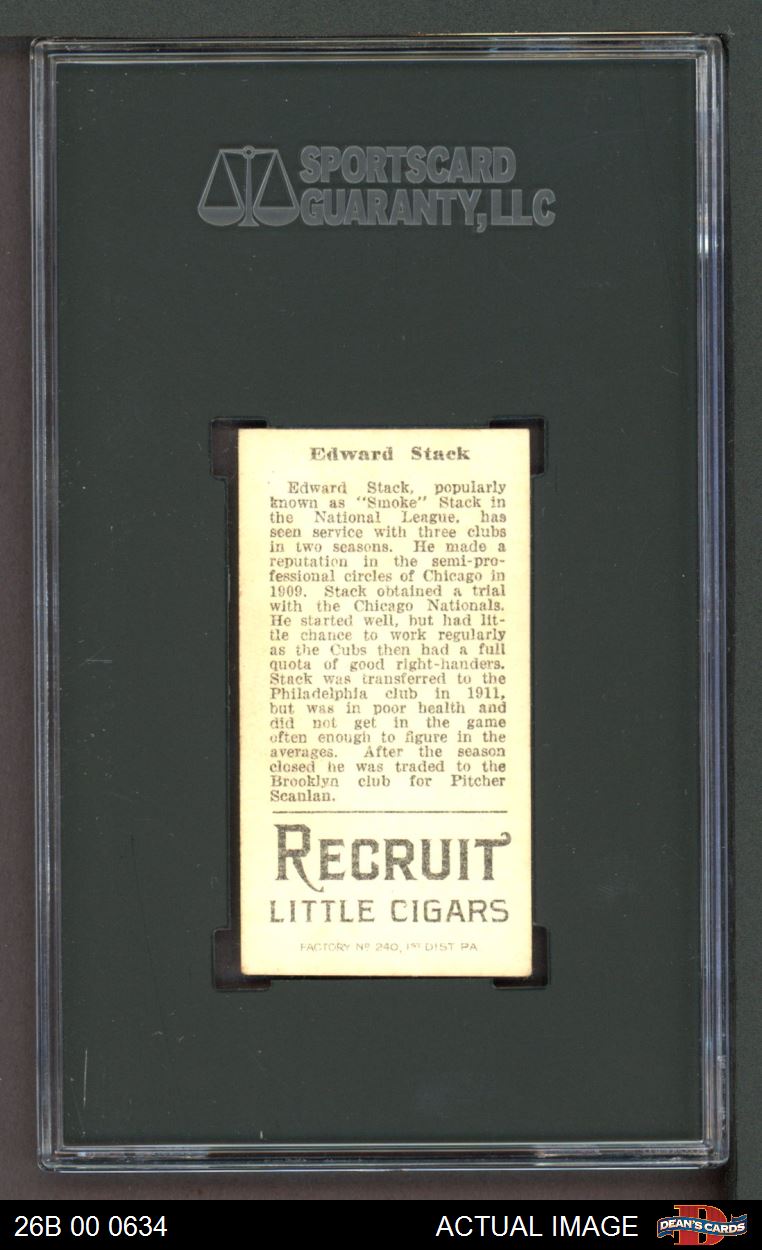 SPORTSCARD
GUARANTY, LLC
Edward Stack
Edward Stack, popularly
known as "Smoke" Stack in
the National League, has
seen service with three clubs
in two seasons. He made a
reputation in the semi-pro-
fessional circles of Chicago in
1909. Stack obtained a trial
with the Chicago Nationals.
He started well, but had lit-
tle chance to work regularly
as the Cubs then had a full
quota of good right-handers.
Stack was transferred to the
Philadelphia club in 1911,
but was in poor health and
did not get in the game
often enough to figure in the
averages. After the season
closed he was traded to the
Brooklyn club for Pitcher
Scanlan.
RECRUIT
LITTLE CIGARS
FACTORY Nº 240, 1ST DIST PA
26B 00 0634 ACTUAL IMAGE DEAN'S CARDS